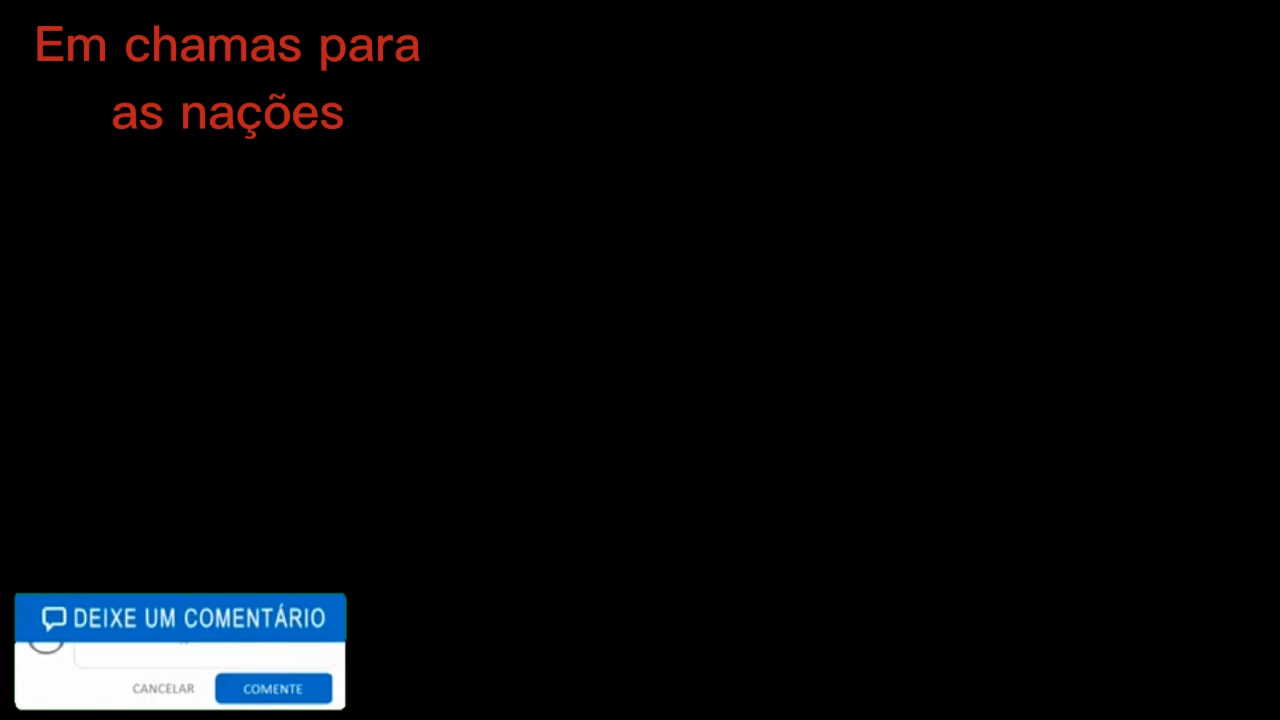 Em chamas para
as nações
DEIXE UM COMENTÁRIO
CANCELAR COMENTE